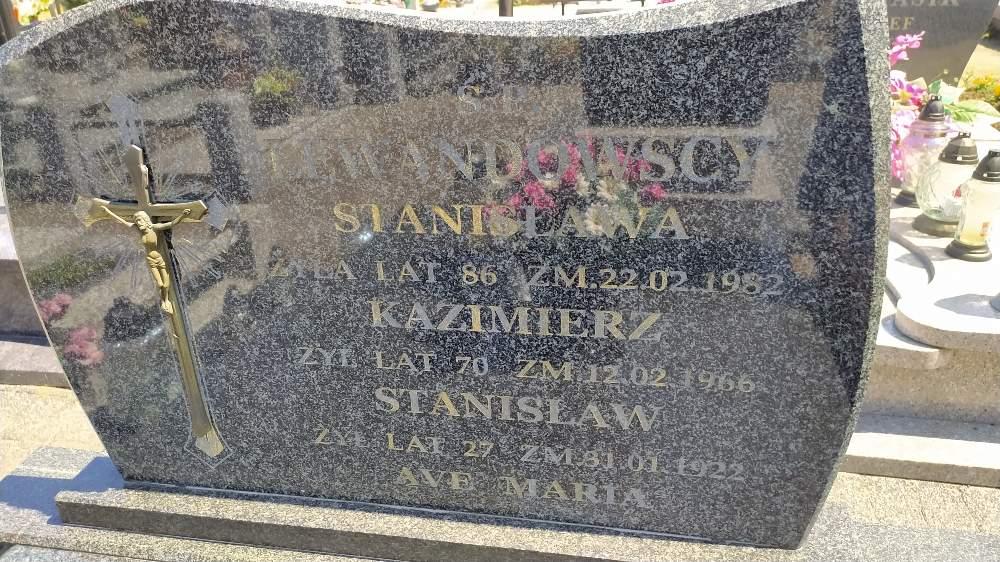 Ś.P.
LEWANDOWSCY
STANISŁAWA
ŻYŁA LAT 86 ZM.22.02.1982
KAZIMIERZ
ŻYŁ LAT 70 ZM.12.02.1966
STANISŁAW
ŻYŁ LAT 27 ZM.31.01.1922
AVE MARIA